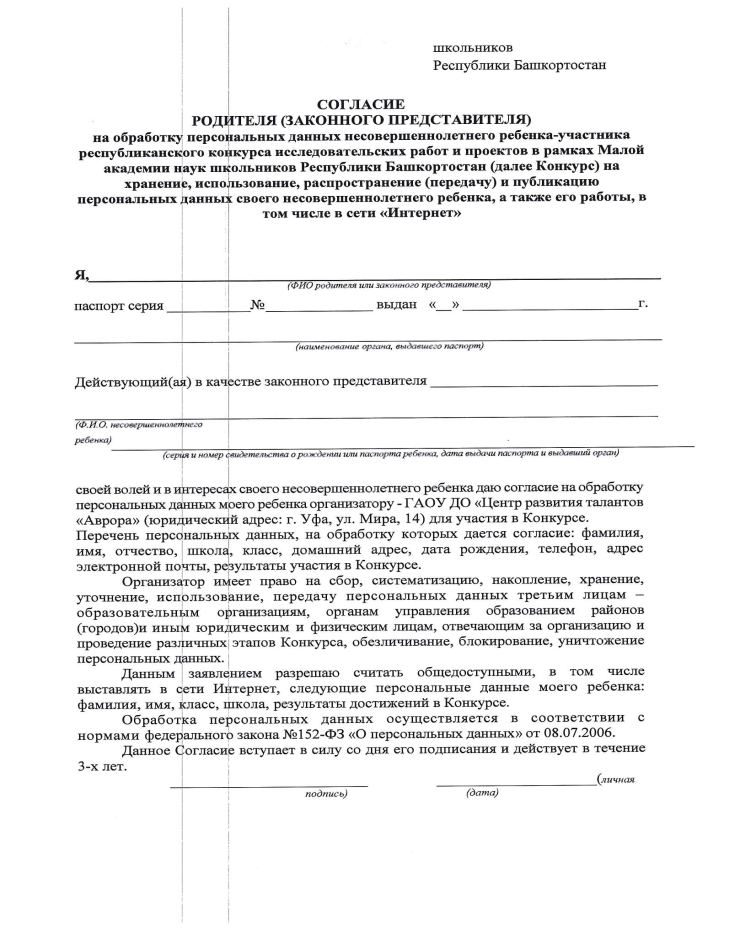 школьников
Республики Башкортостан
СОГЛАСИЕ
РОДИТЕЛЯ (ЗАКОННОГО ПРЕДСТАВИТЕЛЯ)
на обработку персональных данных несовершеннолетнего ребенка-участника
республиканского конкурса исследовательских работ и проектов в рамках Малой
академии наук школьников Республики Башкортостан (далее Конкурс) на
хранение, использование, распространение (передачу) и публикацию
персональных данных своего несовершеннолетнего ребенка, а также его работы, в
том числе в сети «Интернет»
Я,
(ФИО родителя или законного представителя)
паспорт серия ____________№_______________ выдан «__» _________________________г.
(наименование органа, выдавшего паспорт)
Действующий(ая) в качестве законного представителя
(Ф.И.О. несовершеннолетнего
ребенка)
(серия и номер свидетельства о рождении или паспорта ребенка, дата выдачи паспорта и выдавший орган)
своей волей и в интересах своего несовершеннолетнего ребенка даю согласие на обработку
персональных данных моего ребенка организатору - ГАОУ ДО «Центр развития талантов
«Аврора» (юридический адрес: г. Уфа, ул. Мира, 14) для участия в Конкурсе.
Перечень персональных данных, на обработку которых дается согласие: фамилия,
имя, отчество, школа, класс, домашний адрес, дата рождения, телефон, адрес
электронной почты, результаты участия в Конкурсе.
Организатор имеет право на сбор, систематизацию, накопление, хранение,
уточнение, использование, передачу персональных данных третьим лицам –
образовательным организациям, органам управления образованием районов
(городов)и иным юридическим и физическим лицам, отвечающим за организацию и
проведение различных этапов Конкурса, обезличивание, блокирование, уничтожение
персональных данных.
Данным заявлением разрешаю считать общедоступными, в том числе
выставлять в сети Интернет, следующие персональные данные моего ребенка:
фамилия, имя, класс, школа, результаты достижений в Конкурсе.
Обработка персональных данных осуществляется в соответствии с
нормами федерального закона №152-ФЗ «О персональных данных» от 08.07.2006.
Данное Согласие вступает в силу со дня его подписания и действует в течение
3-х лет.
(личная
подпись) (дата)